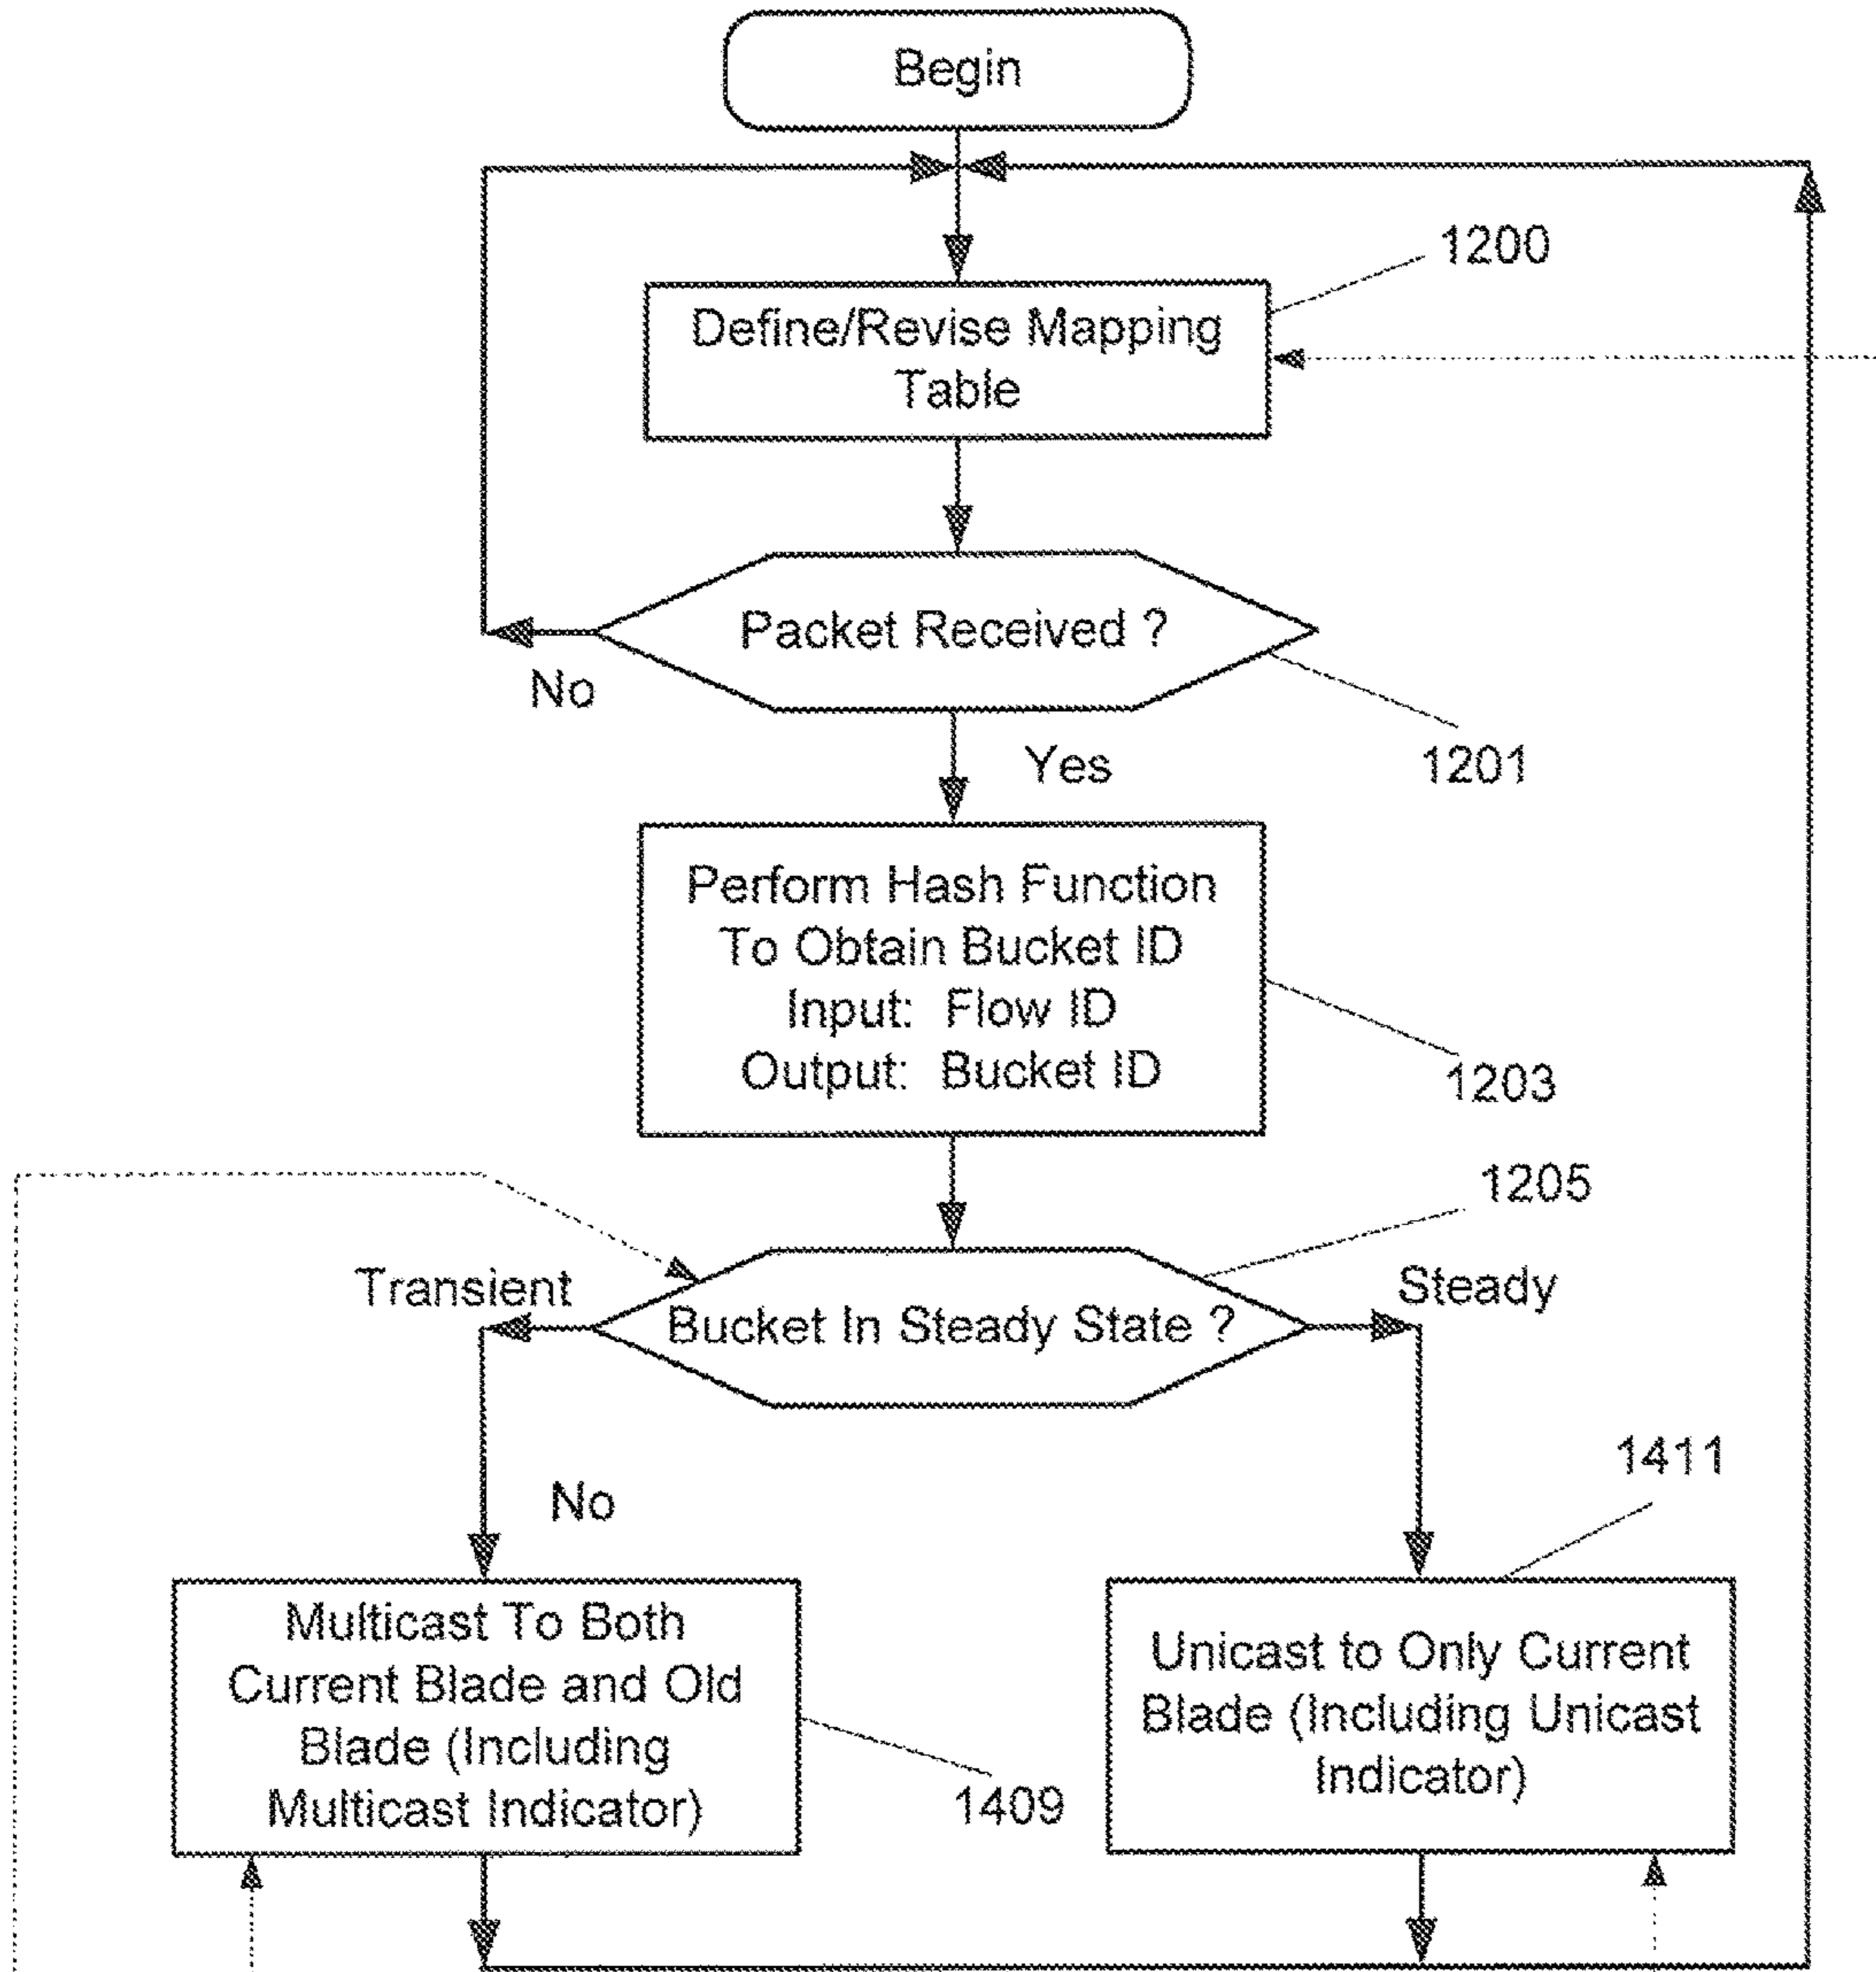 Begin
1200
Define/Revise Mapping
Table
Packet Received ?
No
Yes
1201
Perform Hash Function
To Obtain Bucket ID
Input: Flow ID
Output: Bucket ID
1203
1205
Transient
Steady
Bucket In Steady State ?
1411
No
Multicast To Both
Current Blade and Old
Blade (Including
Multicast Indicator)
1409
Unicast to Only Current
Blade (Including Unicast
Indicator)